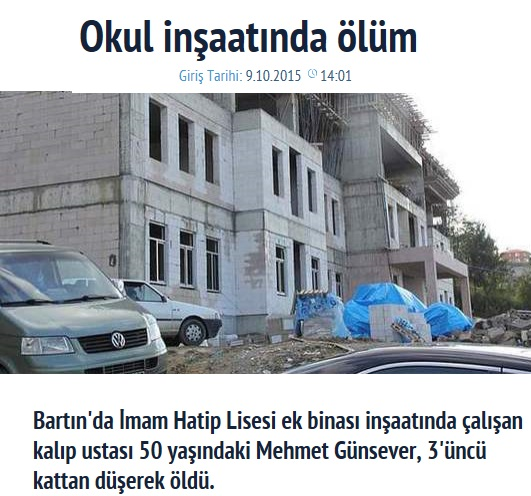 Okul inşaatında ölüm
Giriş Tarihi: 9.10.2015 14:01
Bartın'da İmam Hatip Lisesi ek binası inşaatında çalışan
kalıp ustası 50 yaşındaki Mehmet Günsever, 3'üncü
kattan düşerek öldü.